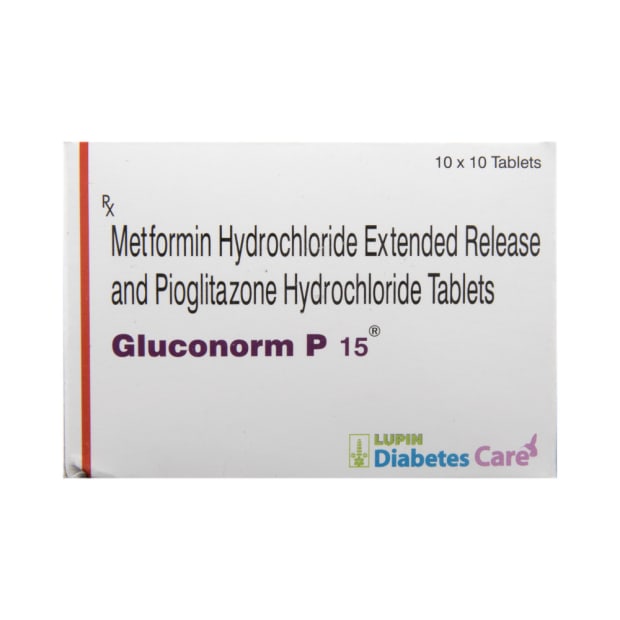 10 x 10 Tablets
Rx
Metformin Hydrochloride Extended Release
and Pioglitazone Hydrochloride Tablets
Gluconorm P 15®
LUPIN
Diabetes Care